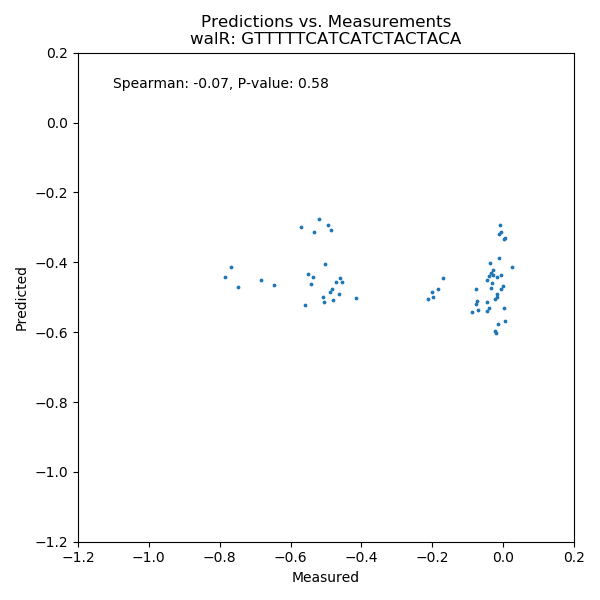 Predictions vs. Measurements
walR: GTTTTTCATCATCTACTACA
0.2
Spearman: -0.07, P-value: 0.58
0.0
−0.2
−0.4
Predicted
−0.6
−0.8
−1.0
−1.2
−1.2 −1.0 −0.8 −0.6 −0.4 −0.2 0.0 0.2
Measured